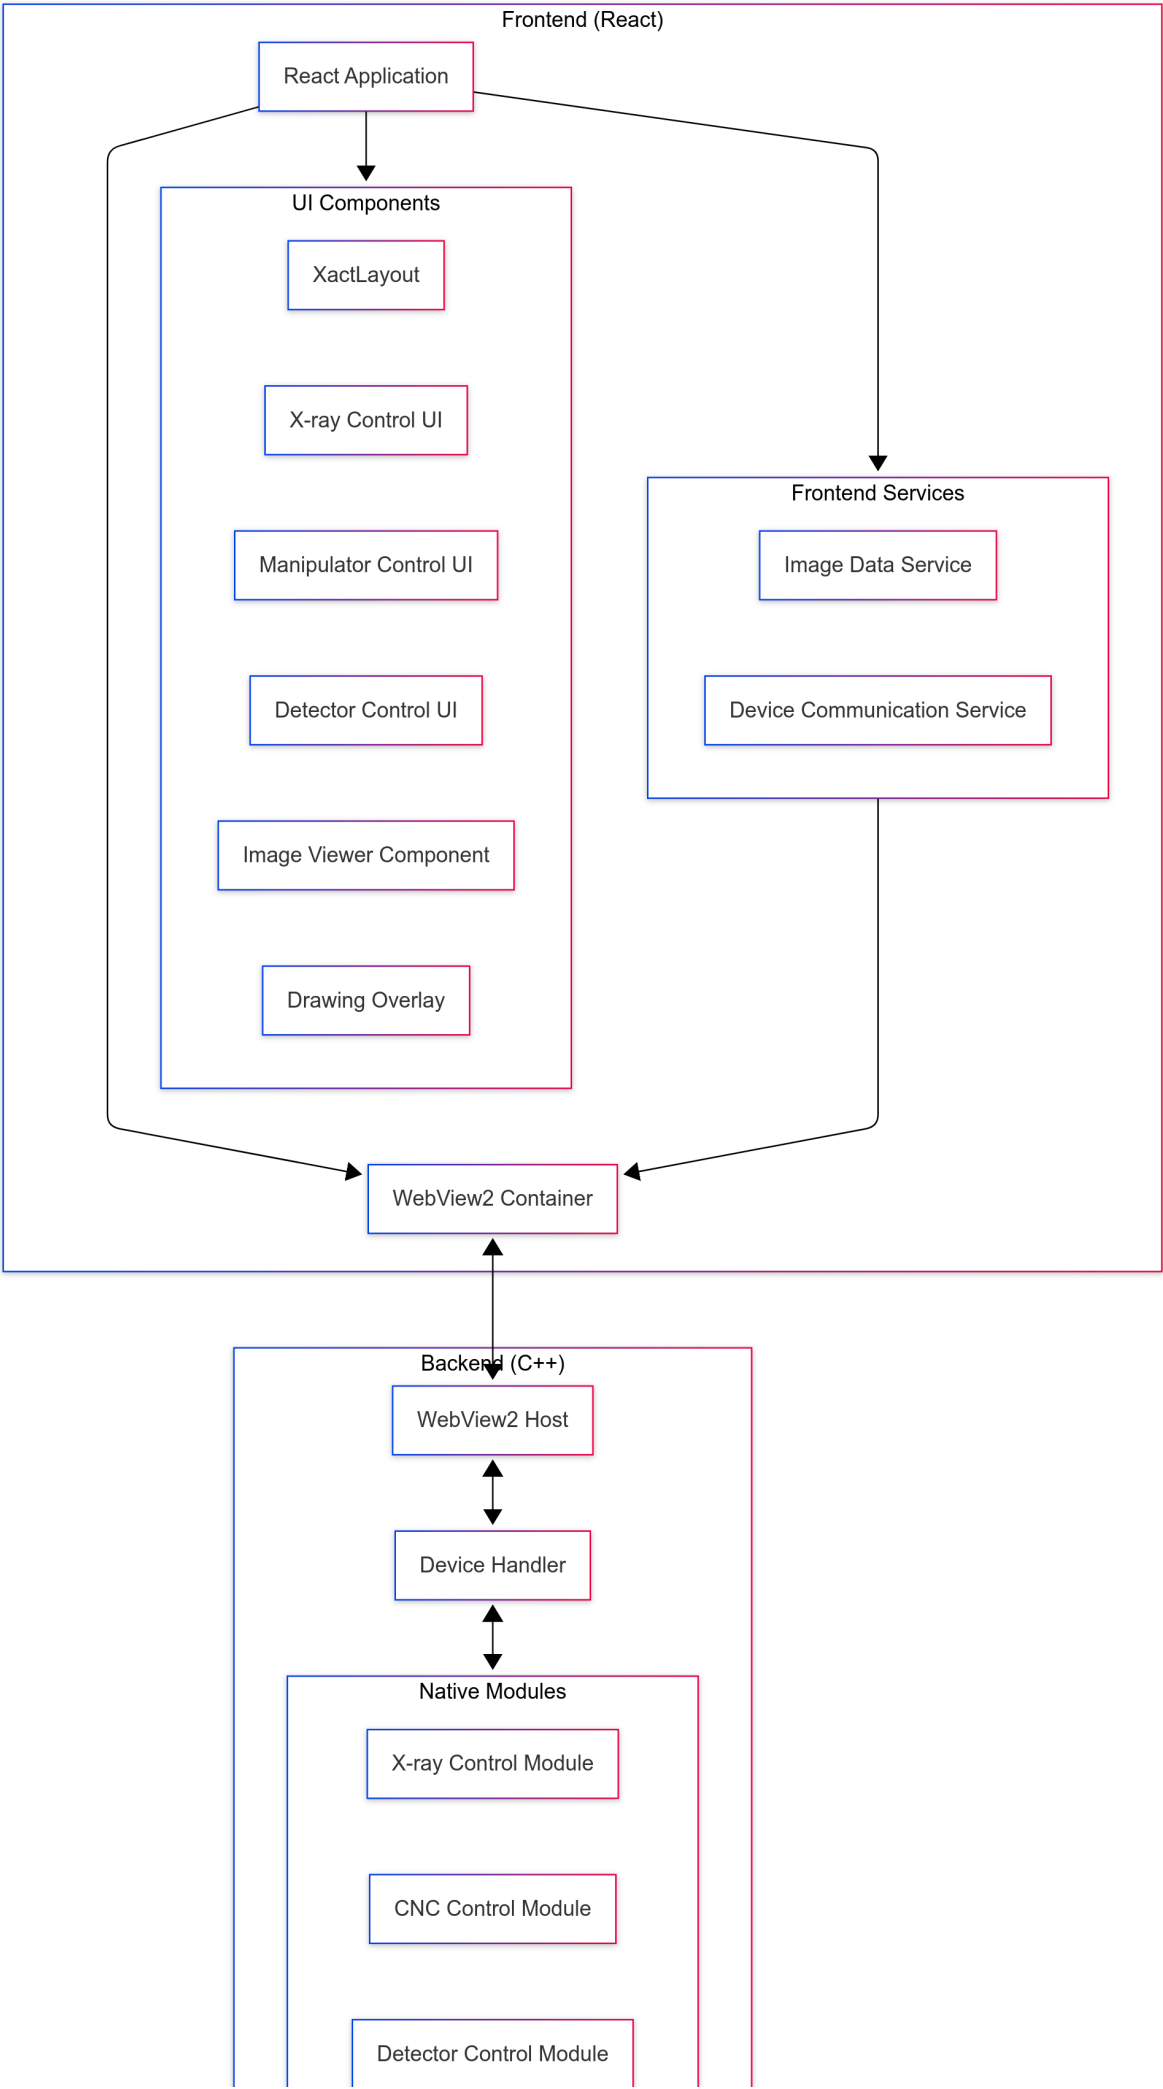 Frontend (React)
React Application
UI Components
XactLayout
X-ray Control UI
Manipulator Control UI
Detector Control UI
Image Viewer Component
Drawing Overlay
Frontend Services
Image Data Service
Device Communication Service
WebView2 Container
Backend (C++)
WebView2 Host
Device Handler
Native Modules
X-ray Control Module
CNC Control Module
Detector Control Module